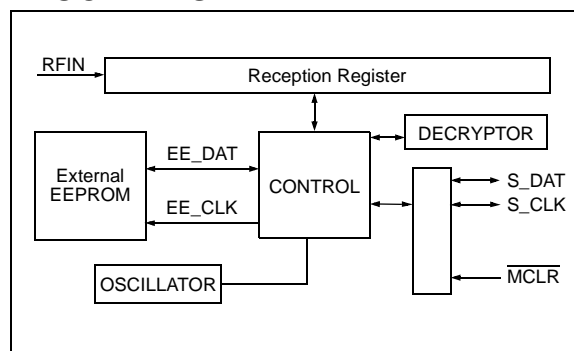 RFIN
Reception Register
DECRYPTOR
EE_DAT
External
EEPROM
CONTROL
S_DAT
S_CLK
EE_CLK
OSCILLATOR
MCLR